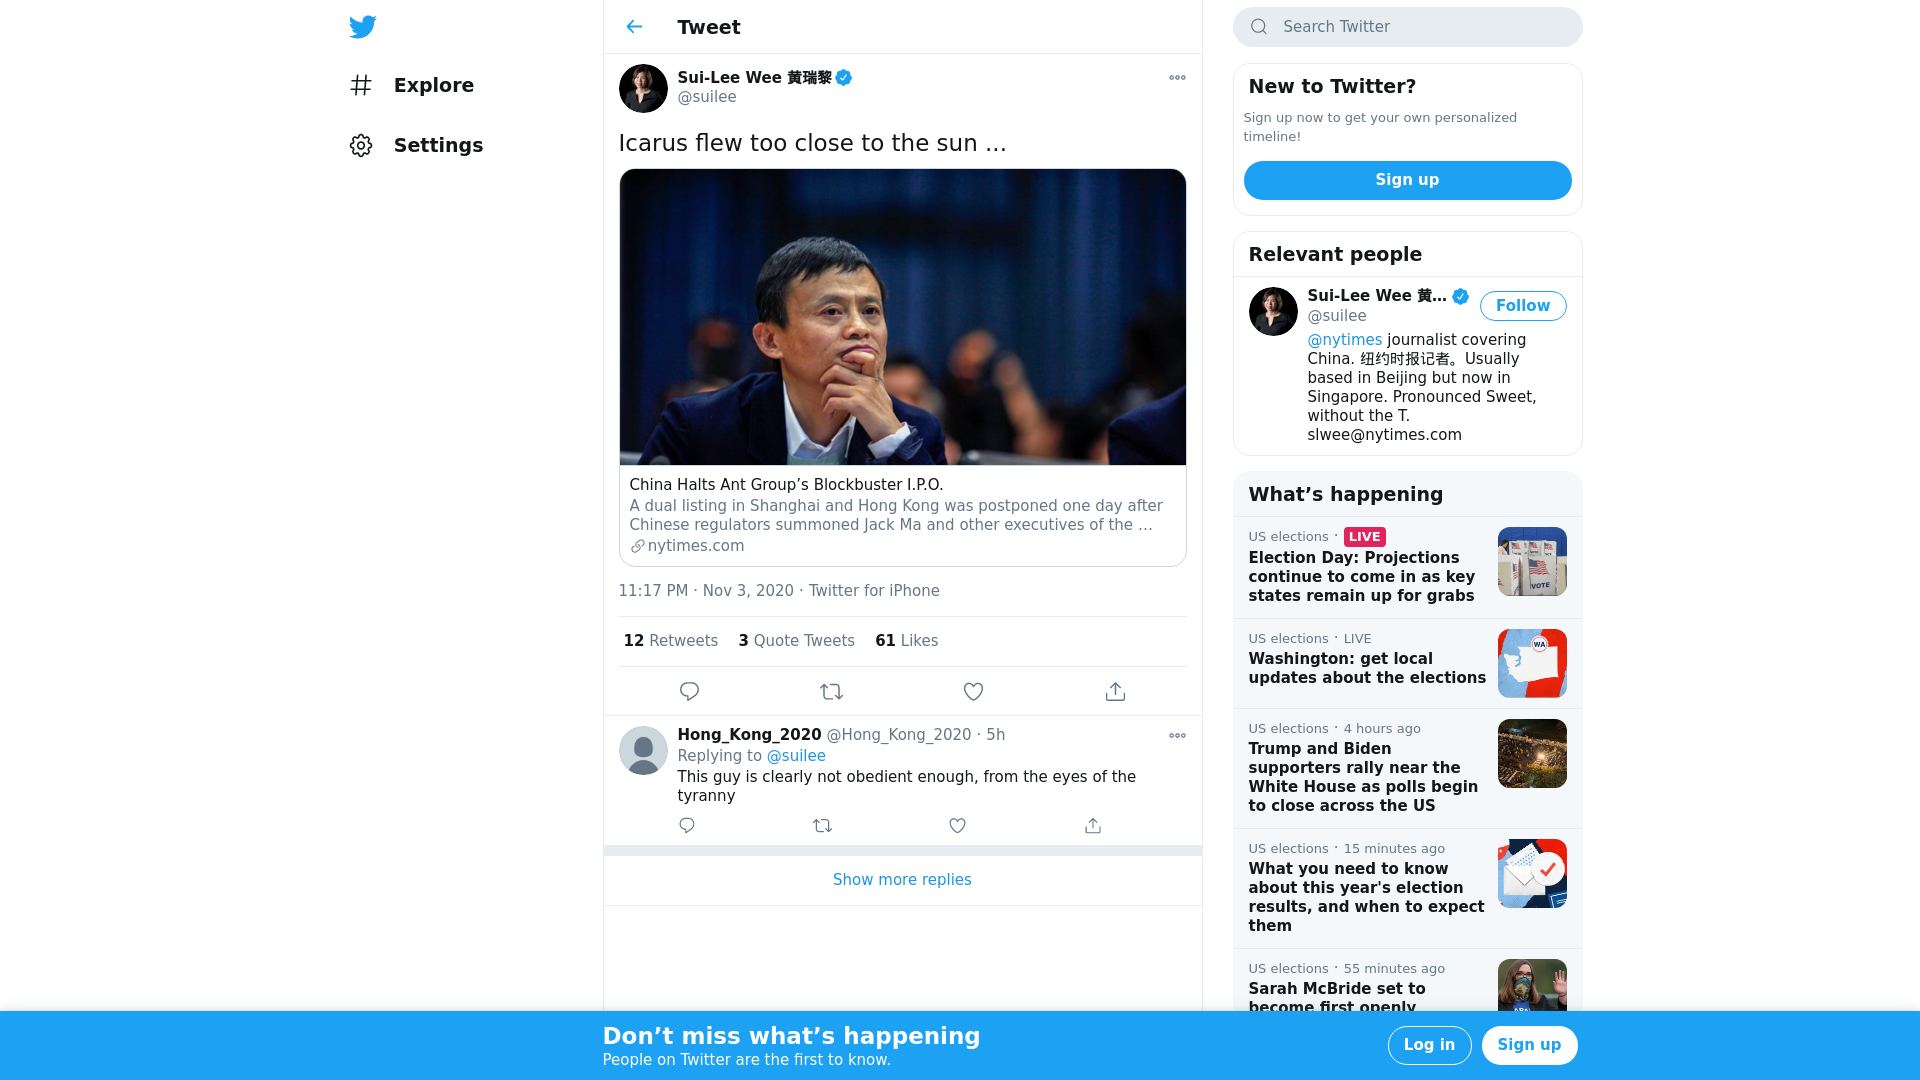 Explore
Settings
Tweet
Sui-Lee Wee 黄瑞黎
@suilee
Icarus flew too close to the sun ...
China Halts Ant Group’s Blockbuster I.P.O.
A dual listing in Shanghai and Hong Kong was postponed one day after
Chinese regulators summoned Jack Ma and other executives of the ...
nytimes.com
11:17 PM · Nov 3, 2020 · Twitter for iPhone
12 Retweets 3 Quote Tweets 61 Likes
Hong_Kong_2020 @Hong_Kong_2020 · 5h
Replying to @suilee
This guy is clearly not obedient enough, from the eyes of the
tyranny
Show more replies
Search Twitter
New to Twitter?
Sign up now to get your own personalized
timeline!
Sign up
Relevant people
Sui-Lee Wee 黄...
Follow
@suilee
@nytimes journalist covering
China. 纽约时报记者。Usually
based in Beijing but now in
Singapore. Pronounced Sweet,
without the T.
slwee@nytimes.com
What’s happening
US elections · LIVE
Election Day: Projections
continue to come in as key
states remain up for grabs
VOTE
US elections · LIVE
Washington: get local
updates about the elections
WA
US elections · 4 hours ago
Trump and Biden
supporters rally near the
White House as polls begin
to close across the US
US elections · 15 minutes ago
What you need to know
about this year's election
results, and when to expect
them
US elections · 55 minutes ago
Sarah McBride set to
become first openly
Don’t miss what’s happening
People on Twitter are the first to know.
Log in
Sign up